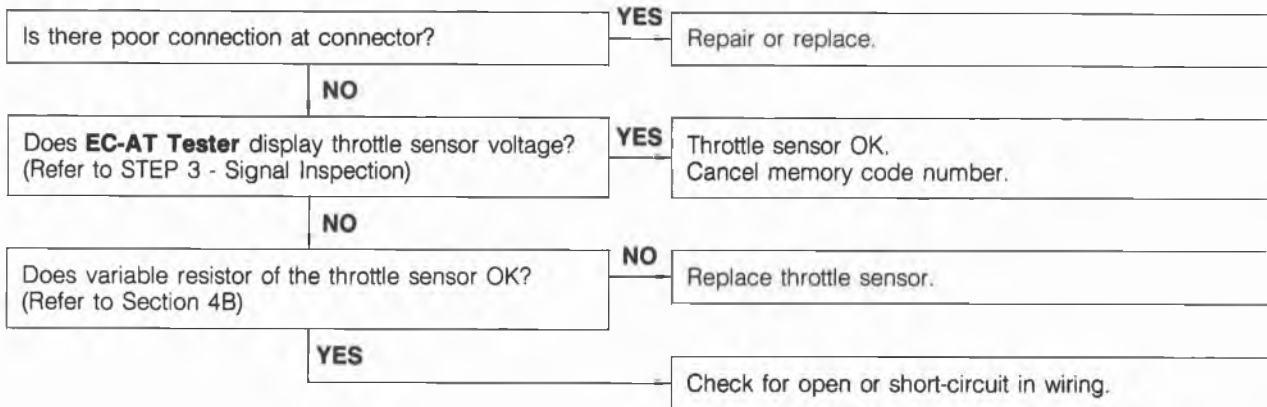 Is there poor connection at connector?
YES
Repair or replace.
NO
Does EC-AT Tester display throttle sensor voltage?
(Refer to STEP 3 - Signal Inspection)
YES
Throttle sensor OK.
Cancel memory code number.
NO
Does variable resistor of the throttle sensor OK?
(Refer to Section 4B)
NO
Replace throttle sensor.
YES
Check for open or short-circuit in wiring.